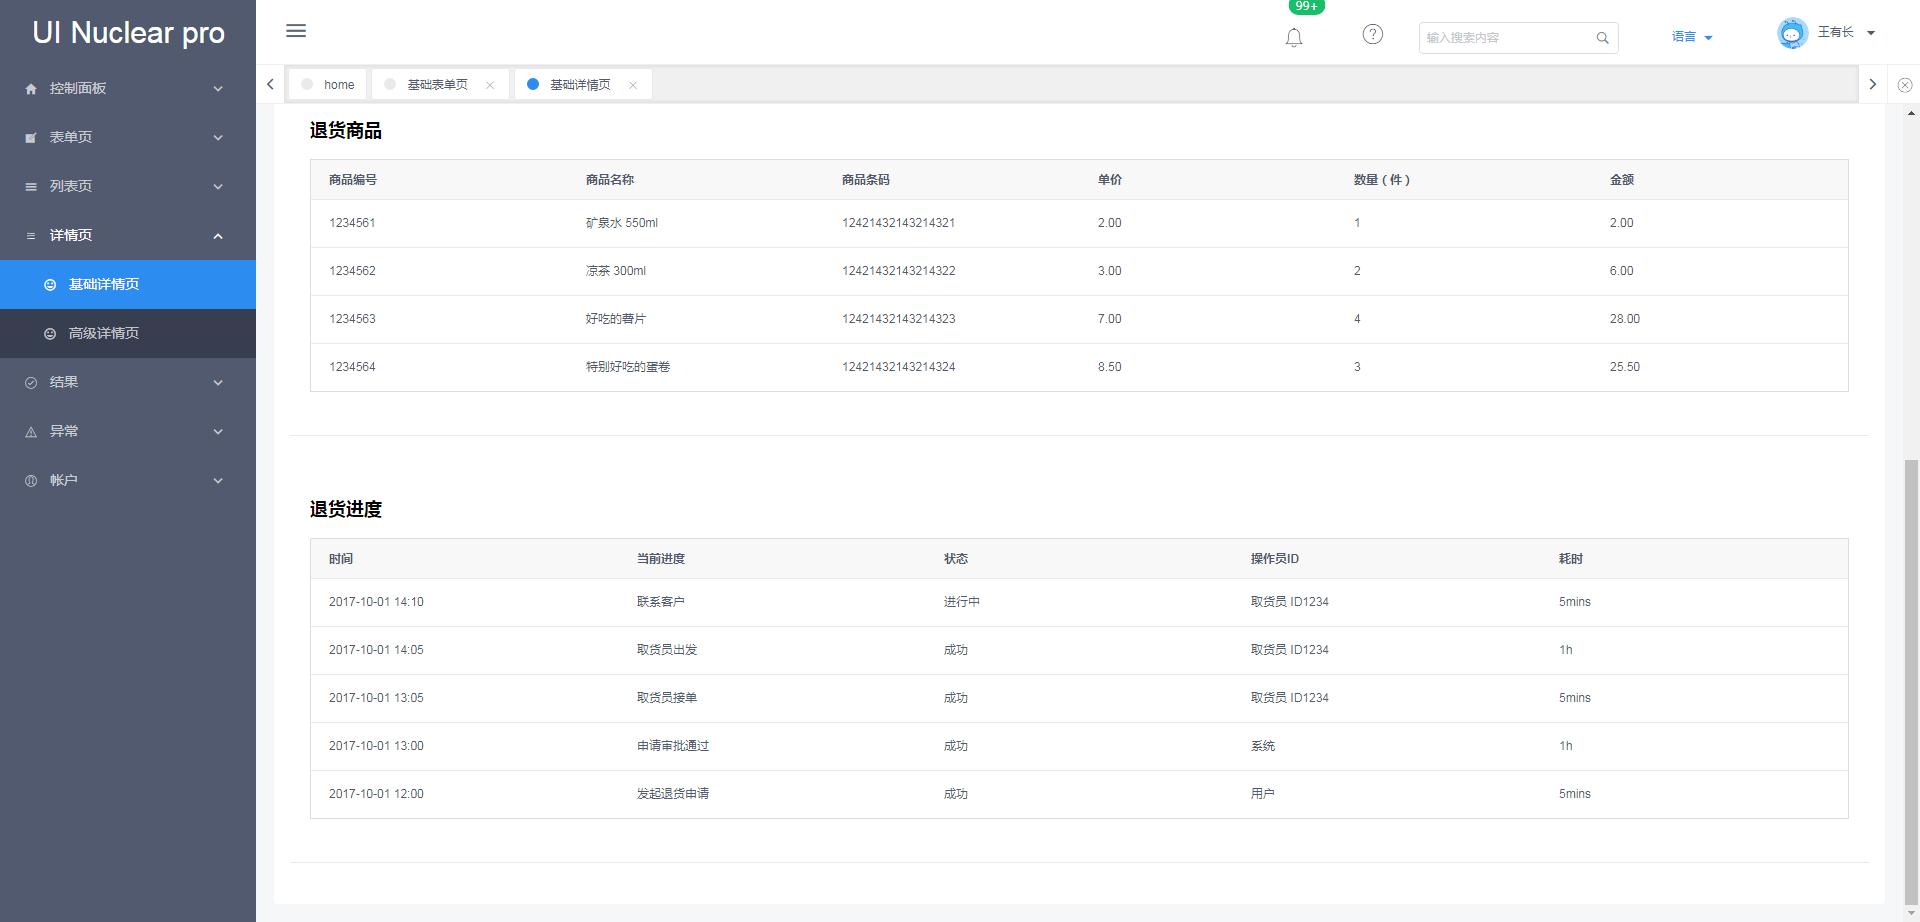 UI Nuclear pro
99+
输入搜索内容
语言
王有长
home
基础表单页
基础详情页
控制面板
表单页
列表页
详情页
基础详情页
高级详情页
结果
异常
帐户
退货商品
商品编号 商品名称 商品条码 单价 数量（件） 金额
1234561 矿泉水 550ml 12421432143214321 2.00 1 2.00
1234562 凉茶 300ml 12421432143214322 3.00 2 6.00
1234563 好吃的薯片 12421432143214323 7.00 4 28.00
1234564 特别好吃的蛋卷 12421432143214324 8.50 3 25.50
退货进度
时间 当前进度 状态 操作员ID 耗时
2017-10-01 14:10 联系客户 进行中 取货员 ID1234 5mins
2017-10-01 14:05 取货员出发 成功 取货员 ID1234 1h
2017-10-01 13:05 取货员接单 成功 取货员 ID1234 5mins
2017-10-01 13:00 申请审批通过 成功 系统 1h
2017-10-01 12:00 发起退货申请 成功 用户 5mins